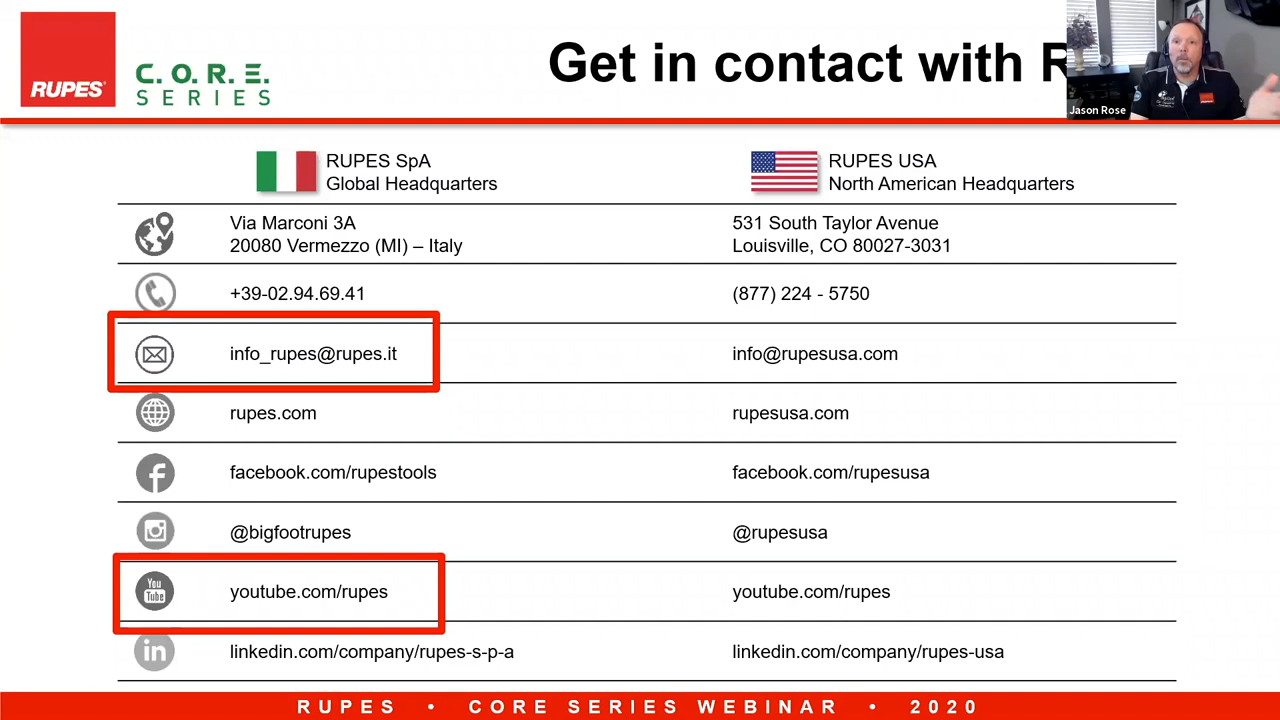 RUPES
C.O.R.E.
SERIES
Get in contact with R
Jason Rose
RUPES SpA
Global Headquarters
RUPES USA
North American Headquarters
Via Marconi 3A
20080 Vermezzo (MI) – Italy
531 South Taylor Avenue
Louisville, CO 80027-3031
+39-02.94.69.41
(877) 224 - 5750
info_rupes@rupes.it
info@rupesusa.com
rupes.com
rupesusa.com
facebook.com/rupestools
facebook.com/rupesusa
@bigfootrupes
@rupesusa
You
Tube
youtube.com/rupes
youtube.com/rupes
in
linkedin.com/company/rupes-s-p-a
linkedin.com/company/rupes-usa
RUPES • CORE SERIES WEBINAR • 2020